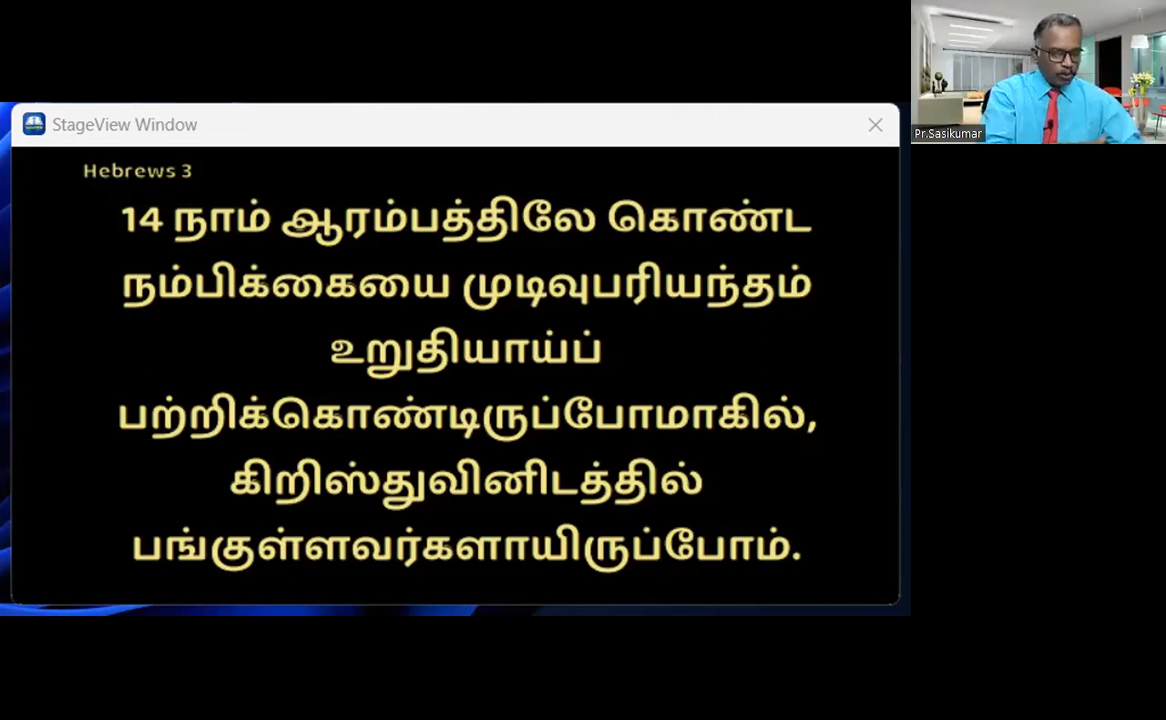 StageView Window
Hebrews 3
14 நாம் ஆரம்பத்திலே கொண்ட
நம்பிக்கையை முடிவுபரியந்தம்
உறுதியாய்ப்
பற்றிக்கொண்டிருப்போமாகில்,
கிறிஸ்துவினிடத்தில்
பங்குள்ளவர்களாயிருப்போம்.
Pr.Sasikumar